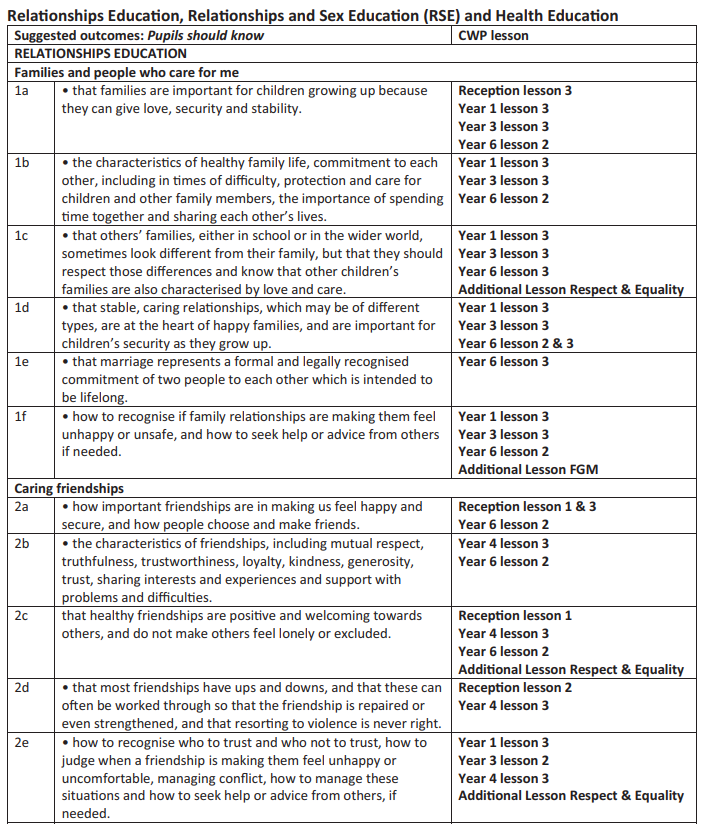 Relationships Education, Relationships and Sex Education (RSE) and Health Education
Suggested outcomes: Pupils should know
CWP lesson
RELATIONSHIPS EDUCATION
Families and people who care for me
1a
• that families are important for children growing up because
they can give love, security and stability.
Reception lesson 3
Year 1 lesson 3
Year 3 lesson 3
Year 6 lesson 2
1b
• the characteristics of healthy family life, commitment to each
other, including in times of difficulty, protection and care for
children and other family members, the importance of spending
time together and sharing each other's lives.
Year 1 lesson 3
Year 3 lesson 3
Year 6 lesson 2
1c
• that others' families, either in school or in the wider world,
sometimes look different from their family, but that they should
respect those differences and know that other children's
families are also characterised by love and care.
Year 1 lesson 3
Year 3 lesson 3
Year 6 lesson 3
Additional Lesson Respect & Equality
1d
• that stable, caring relationships, which may be of different
types, are at the heart of happy families, and are important for
children's security as they grow up.
Year 1 lesson 3
Year 3 lesson 3
Year 6 lesson 2 & 3
1e
• that marriage represents a formal and legally recognised
commitment of two people to each other which is intended to
be lifelong.
Year 6 lesson 3
1f
• how to recognise if family relationships are making them feel
unhappy or unsafe, and how to seek help or advice from others
if needed.
Year 1 lesson 3
Year 3 lesson 3
Year 6 lesson 2
Additional Lesson FGM
Caring friendships
2a
• how important friendships are in making us feel happy and
secure, and how people choose and make friends.
Reception lesson 1 & 3
Year 6 lesson 2
2b
• the characteristics of friendships, including mutual respect,
truthfulness, trustworthiness, loyalty, kindness, generosity,
trust, sharing interests and experiences and support with
problems and difficulties.
Year 4 lesson 3
Year 6 lesson 2
2c
that healthy friendships are positive and welcoming towards
others, and do not make others feel lonely or excluded.
Reception lesson 1
Year 4 lesson 3
Year 6 lesson 2
Additional Lesson Respect & Equality
2d
• that most friendships have ups and downs, and that these can
often be worked through so that the friendship is repaired or
even strengthened, and that resorting to violence is never right.
Reception lesson 2
Year 4 lesson 3
2e
• how to recognise who to trust and who not to trust, how to
judge when a friendship is making them feel unhappy or
uncomfortable, managing conflict, how to manage these
situations and how to seek help or advice from others, if
needed.
Year 1 lesson 3
Year 3 lesson 2
Year 4 lesson 3
Additional Lesson Respect & Equality